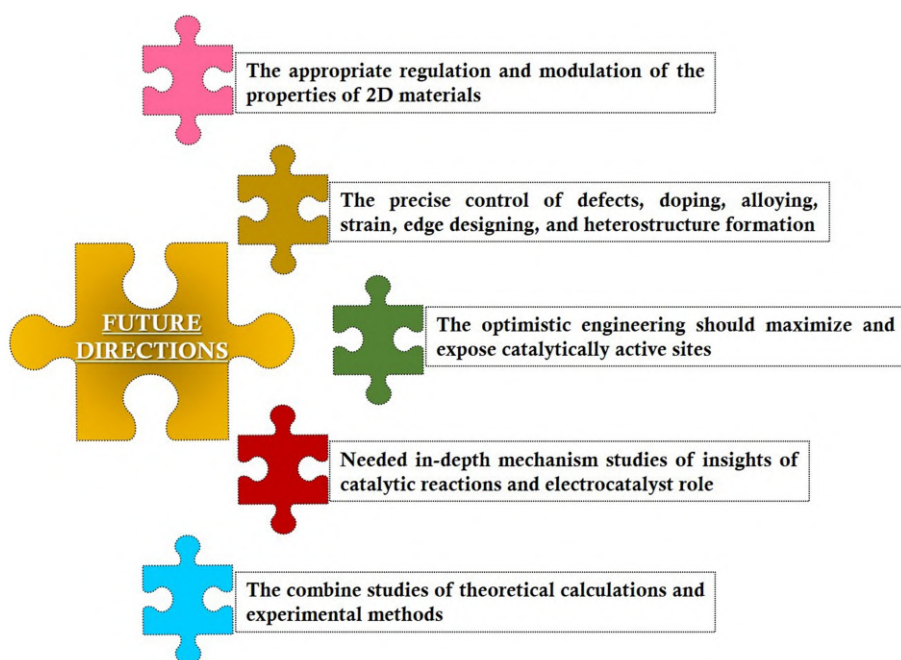 The appropriate regulation and modulation of the
properties of 2D materials
The precise control of defects, doping, alloying,
strain, edge designing, and heterostructure formation
FUTURE
DIRECTIONS
The optimistic engineering should maximize and
expose catalytically active sites
Needed in-depth mechanism studies of insights of
catalytic reactions and electrocatalyst role
The combine studies of theoretical calculations and
experimental methods